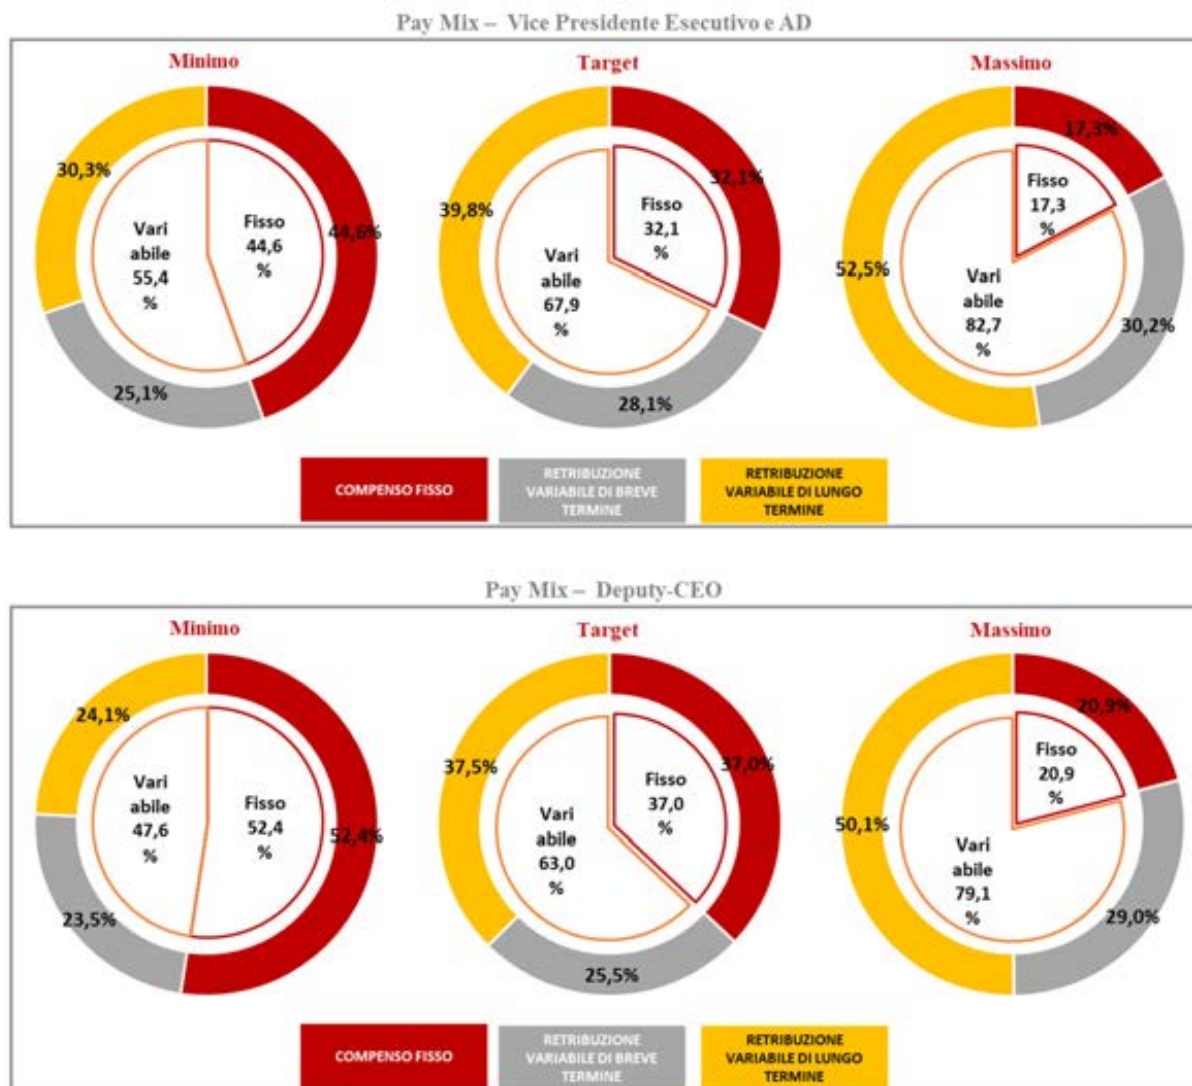 Pay Mix – Vice Presidente Esecutivo e AD
Minimo
Target
Massimo
30,3%
44,6%
25,1%
Vari
abile
55,4
%
Fisso
44,6
%
39,8%
32,1%
28,1%
Vari
abile
67,9
%
Fisso
32,1
%
52,5%
17,3%
30,2%
Vari
abile
82,7
%
Fisso
17,3
%
COMPENSO FISSO
RETRIBUZIONE
VARIABILE DI BREVE
TERMINE
RETRIBUZIONE
VARIABILE DI LUNGO
TERMINE
Pay Mix – Deputy-CEO
Minimo
Target
Massimo
24,1%
52,4%
23,5%
Vari
abile
47,6
%
Fisso
52,4
%
37,5%
37,0%
25,5%
Vari
abile
63,0
%
Fisso
37,0
%
50,1%
20,9%
29,0%
Vari
abile
79,1
%
Fisso
20,9
%
COMPENSO FISSO
RETRIBUZIONE
VARIABILE DI BREVE
TERMINE
RETRIBUZIONE
VARIABILE DI LUNGO
TERMINE